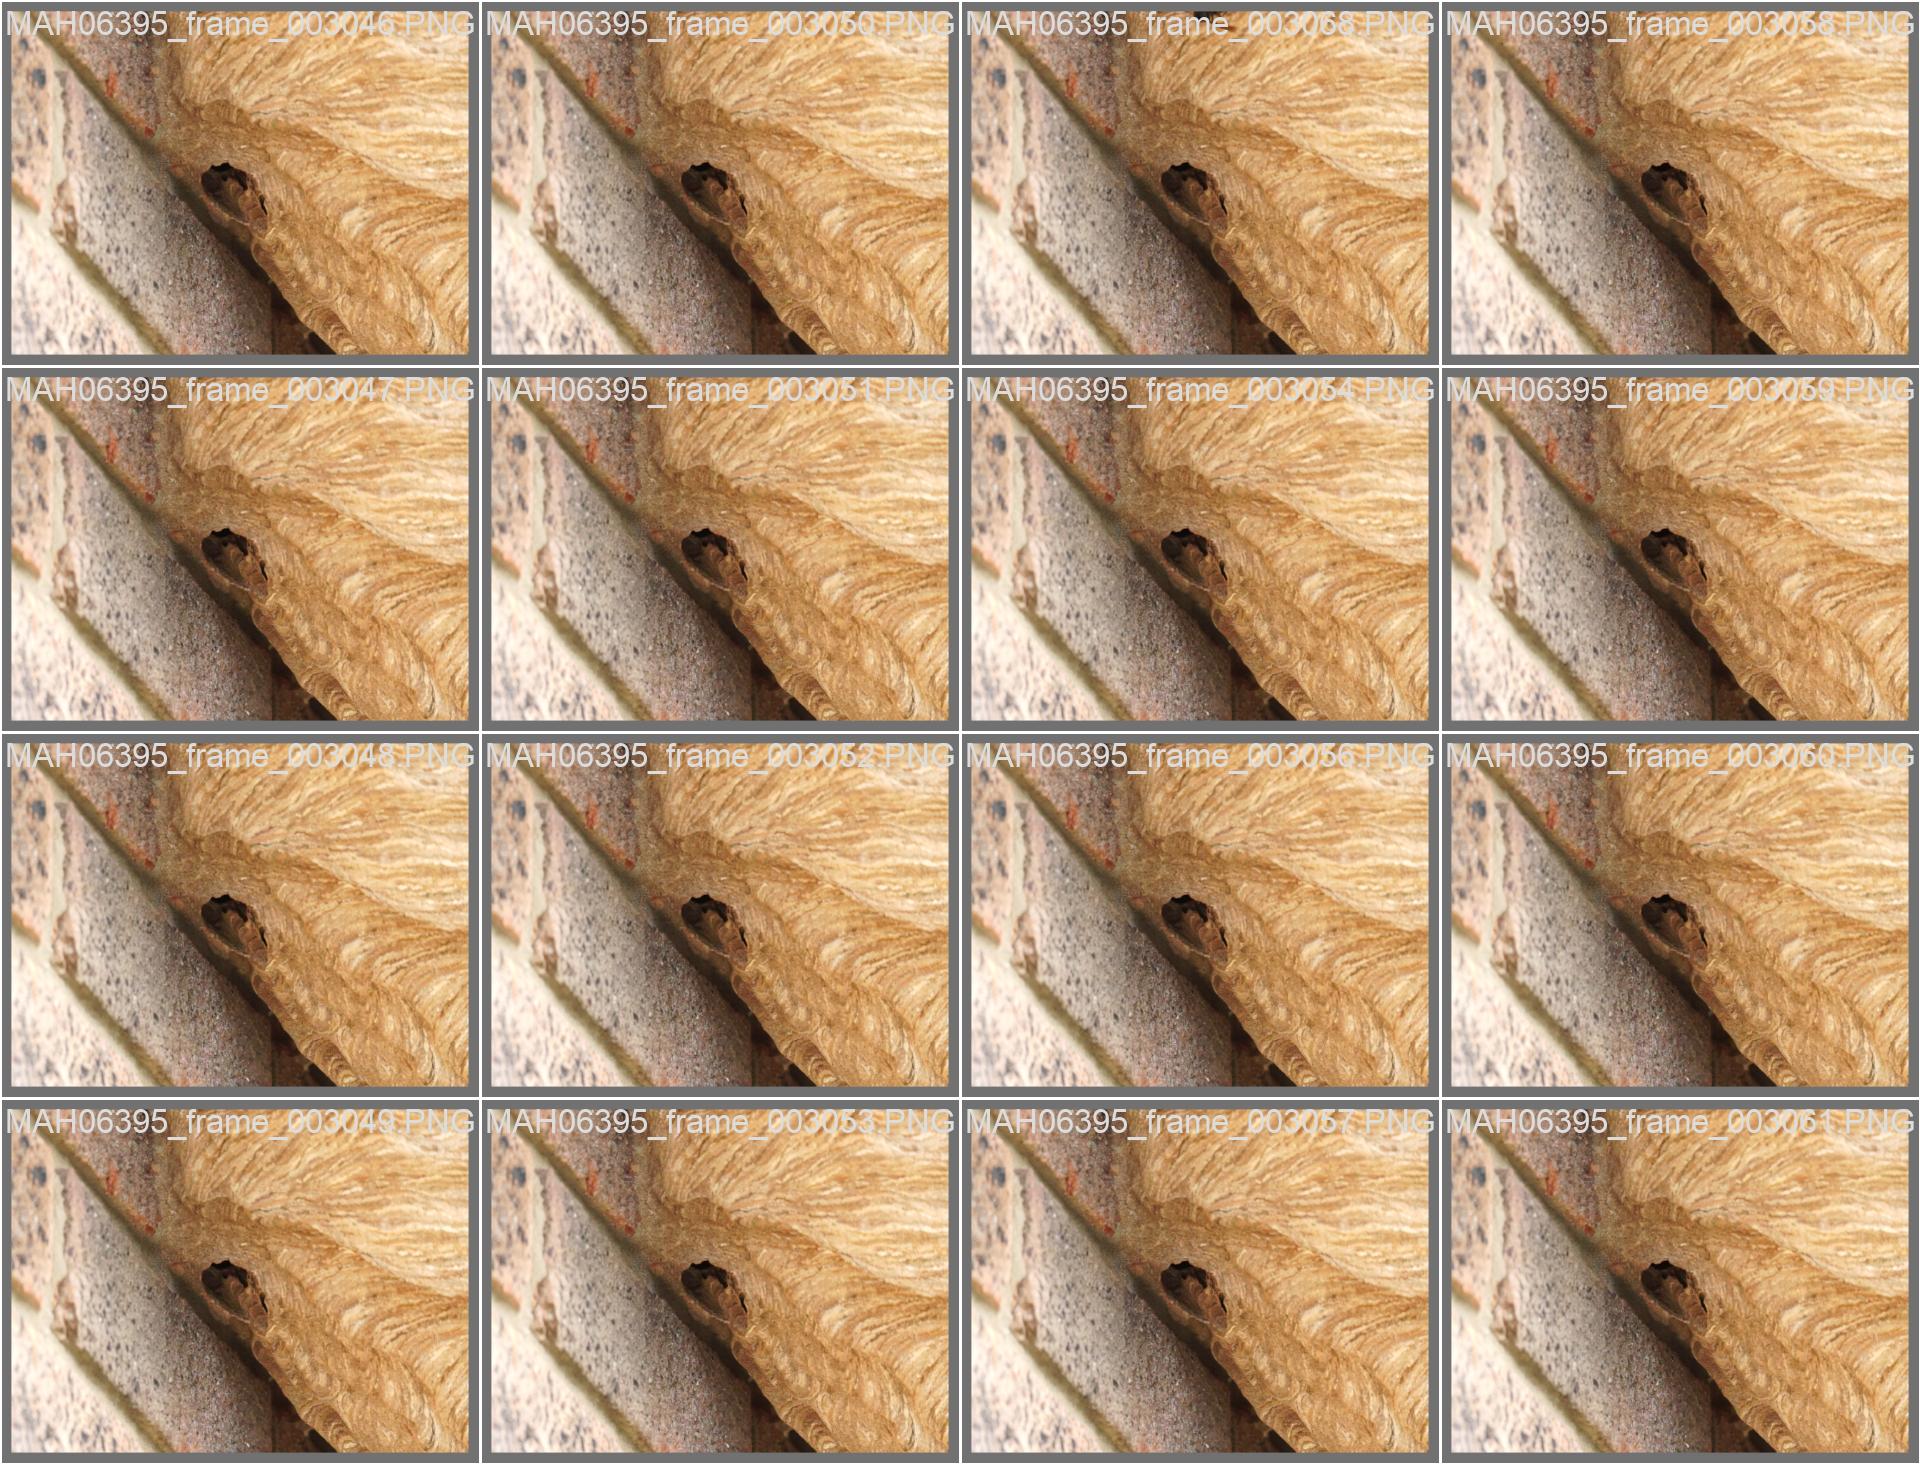 MAH06395_frame_003046.PNG
MAH06395_frame_003050.PNG
MAH06395_frame_003068.PNG
MAH06395_frame_003058.PNG
MAH06395_frame_003047.PNG
MAH06395_frame_003051.PNG
MAH06395_frame_003054.PNG
MAH06395_frame_003059.PNG
MAH06395_frame_003048.PNG
MAH06395_frame_003052.PNG
MAH06395_frame_003056.PNG
MAH06395_frame_003060.PNG
MAH06395_frame_003049.PNG
MAH06395_frame_003053.PNG
MAH06395_frame_003057.PNG
MAH06395_frame_003061.PNG